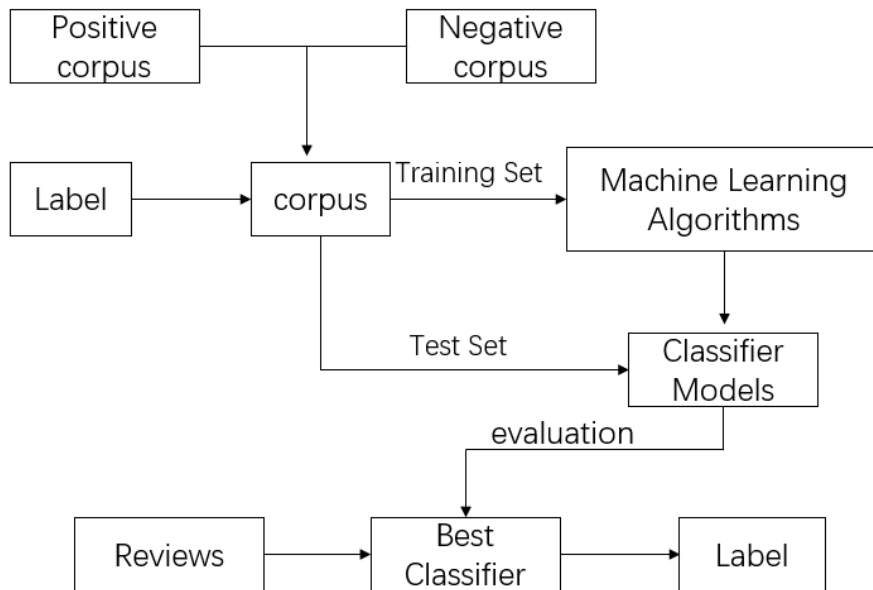 Positive
corpus
Negative
corpus
Label
corpus
Training Set
Machine Learning
Algorithms
Test Set
Classifier
Models
evaluation
Reviews
Best
Classifier
Label